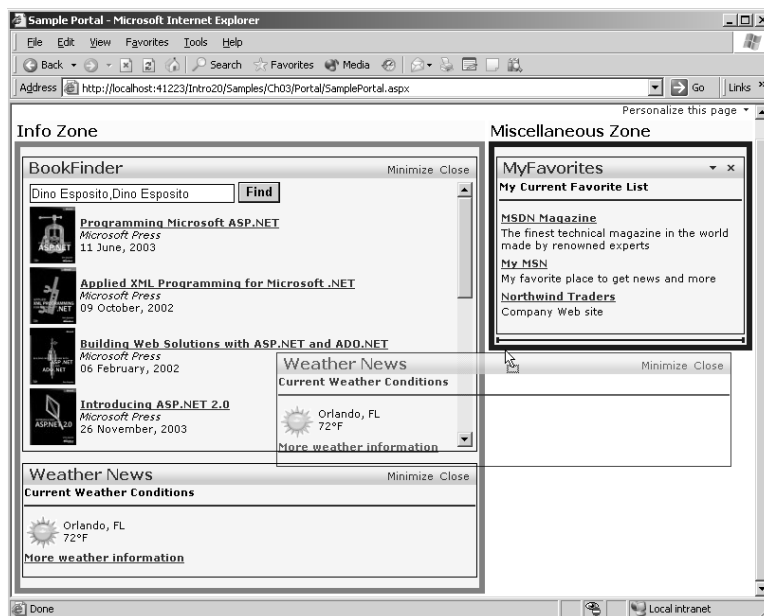 Sample Portal - Microsoft Internet Explorer
File Edit View Favorites Tools Help
Back Search Favorites Media
Address http://localhost:41223/Intro20/Samples/Ch03/Portal/SamplePortal.aspx Go Links »
Personalize this page
Info Zone
BookFinder Minimize Close
Dino Esposito,Dino Esposito Find
Programming Microsoft ASP.NET
Microsoft Press
11 June, 2003
Applied XML Programming for Microsoft .NET
Microsoft Press
09 October, 2002
Building Web Solutions with ASP.NET and ADO.NET
Microsoft Press
06 February, 2002
Introducing ASP.NET 2.0
Microsoft Press
26 November, 2003
Weather News Minimize Close
Current Weather Conditions
Orlando, FL
72°F
More weather information
Miscellaneous Zone
MyFavorites
My Current Favorite List
MSDN Magazine
The finest technical magazine in the world
made by renowned experts
My MSN
My favorite place to get news and more
Northwind Traders
Company Web site
Weather News Minimize Close
Current Weather Conditions
Orlando, FL
72°F
More weather information
Done Local intranet